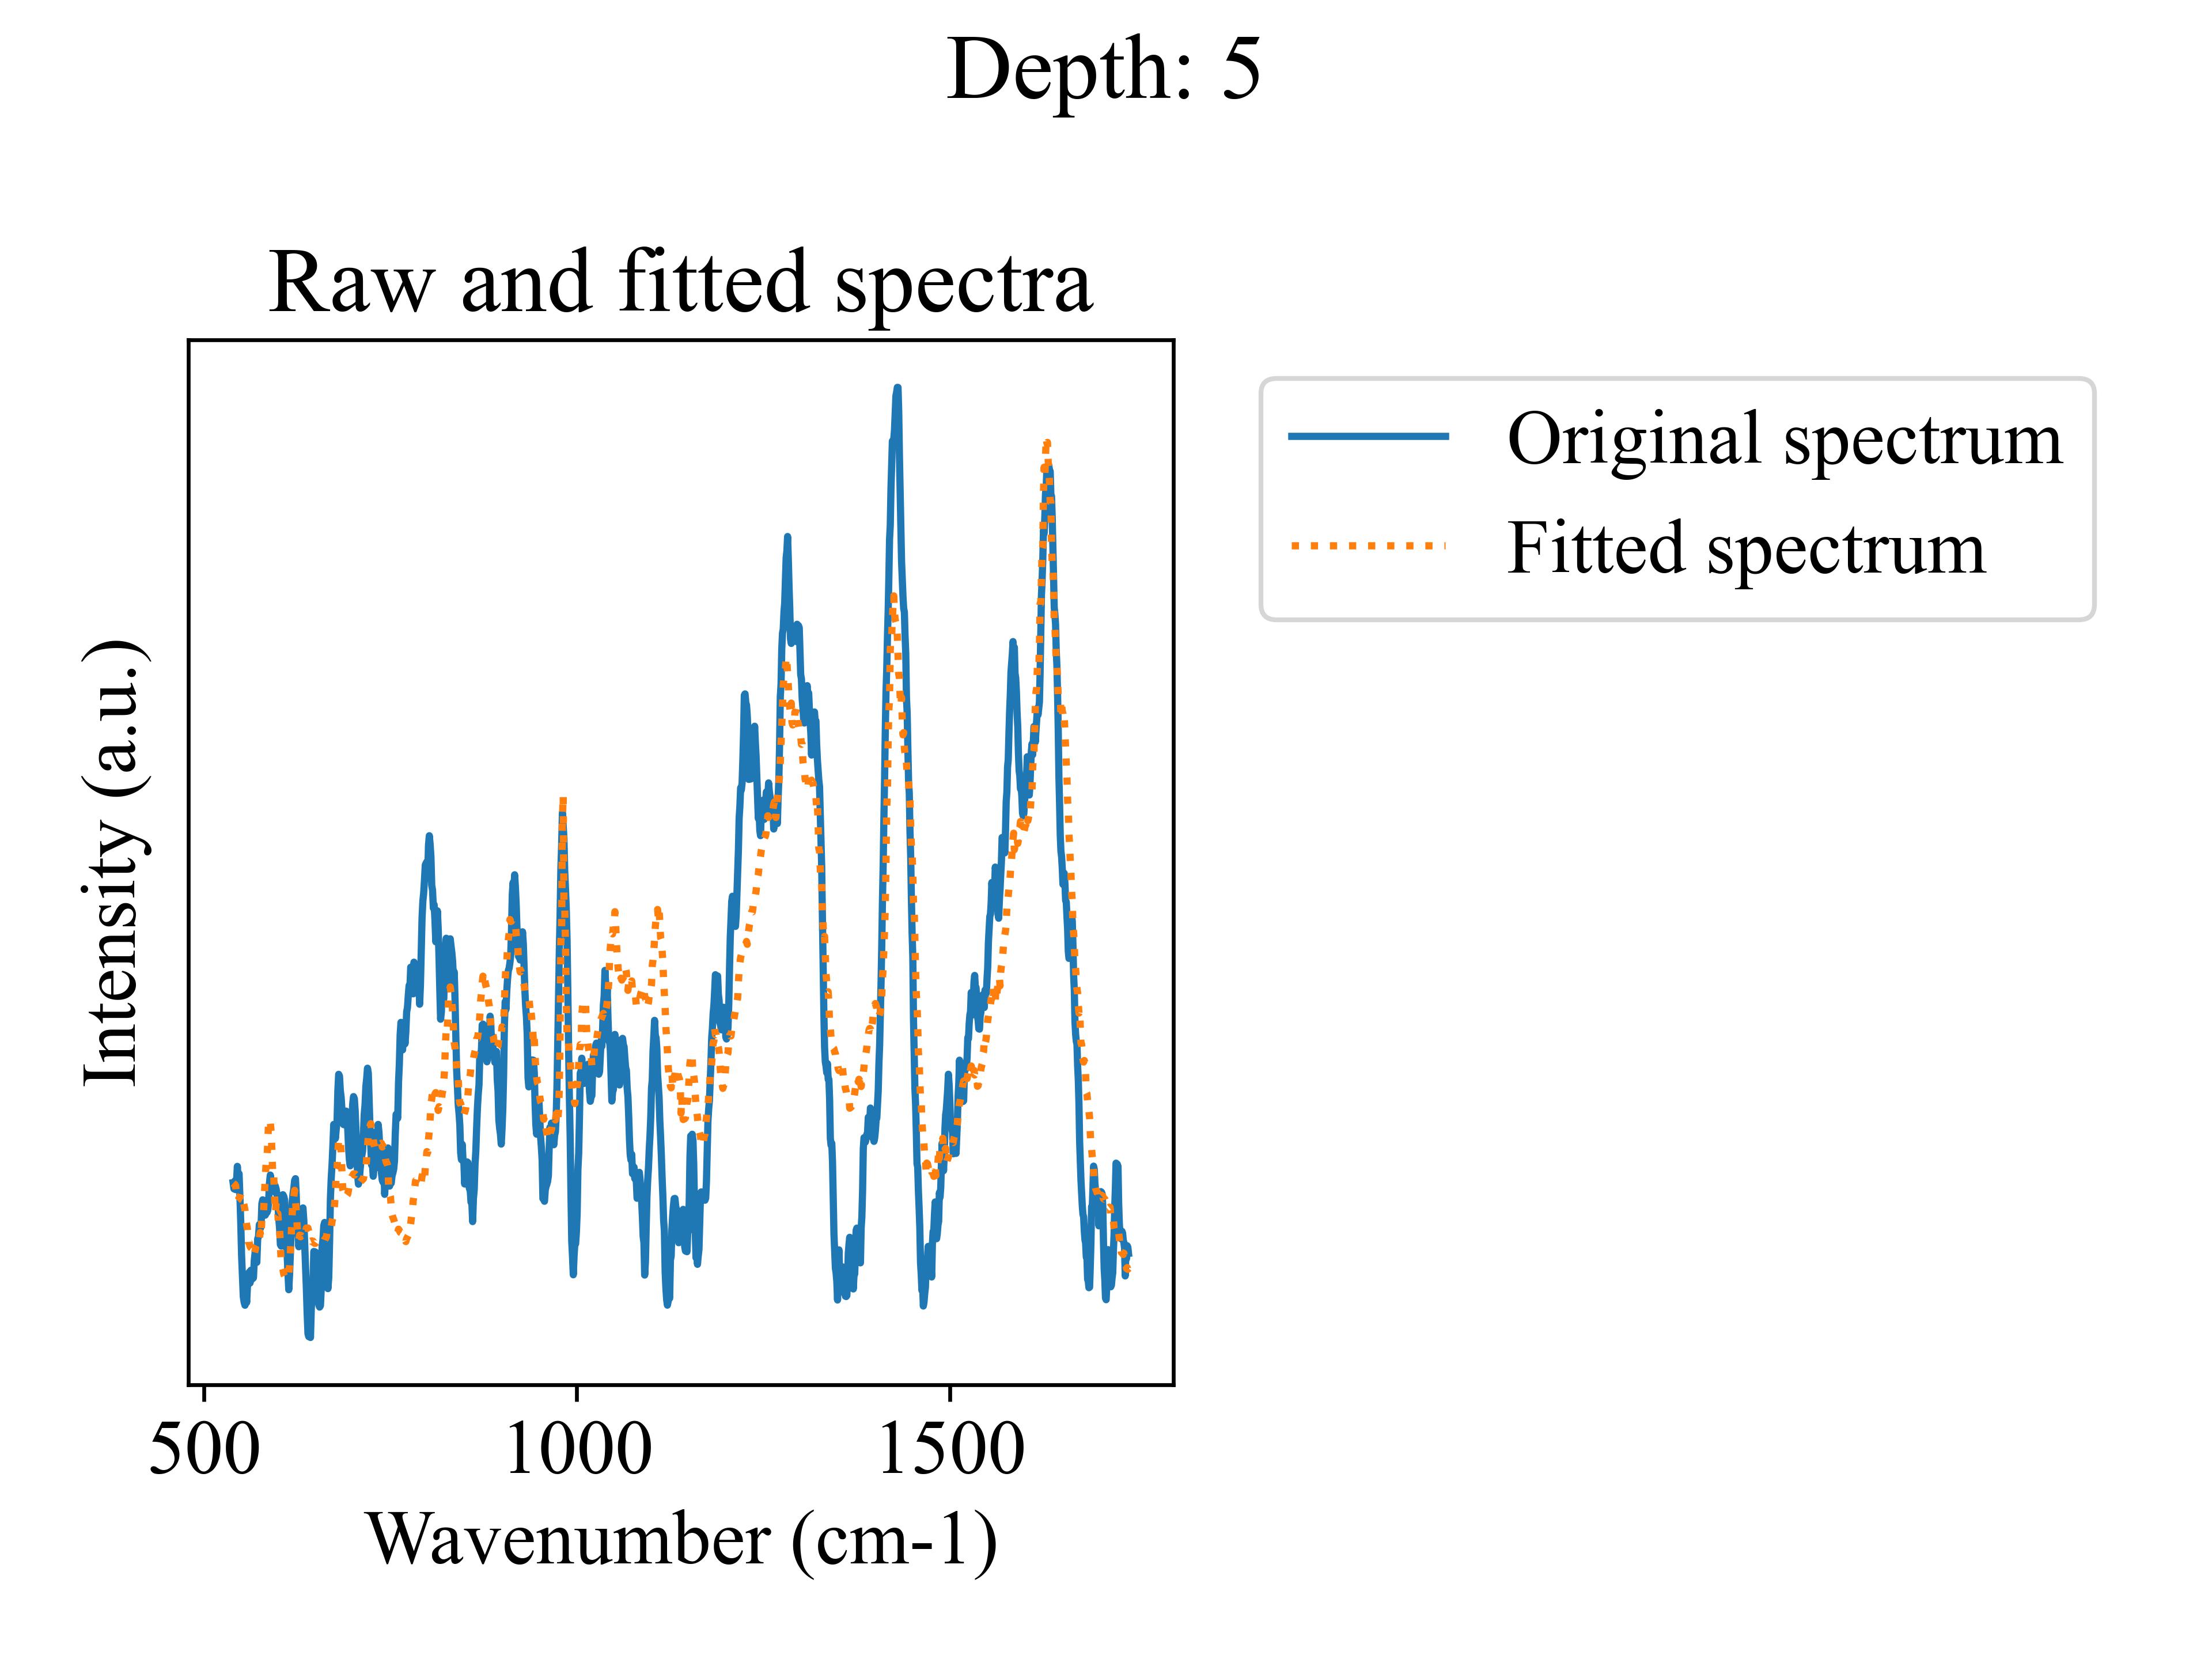 Depth: 5
Raw and fitted spectra
Original spectrum
Fitted spectrum
Intensity (a.u.)
500 1000 1500
Wavenumber (cm-1)